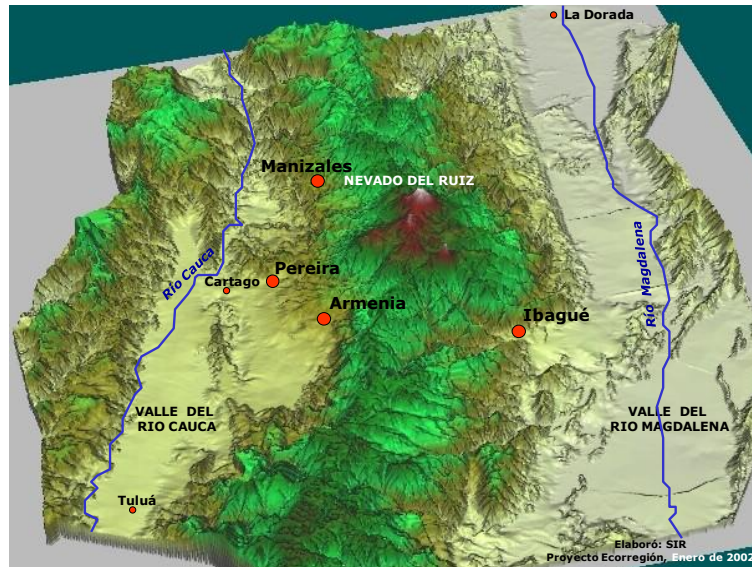 La Dorada
Manizales
NEVADO DEL RUIZ
Río Cauca
Pereira
Cartago
Armenia
Ibagué
Río Magdalena
VALLE DEL
RIO CAUCA
VALLE DEL
RIO MAGDALENA
Tuluá
Elaboró: SIR
Proyecto Ecorregión, Enero de 2002